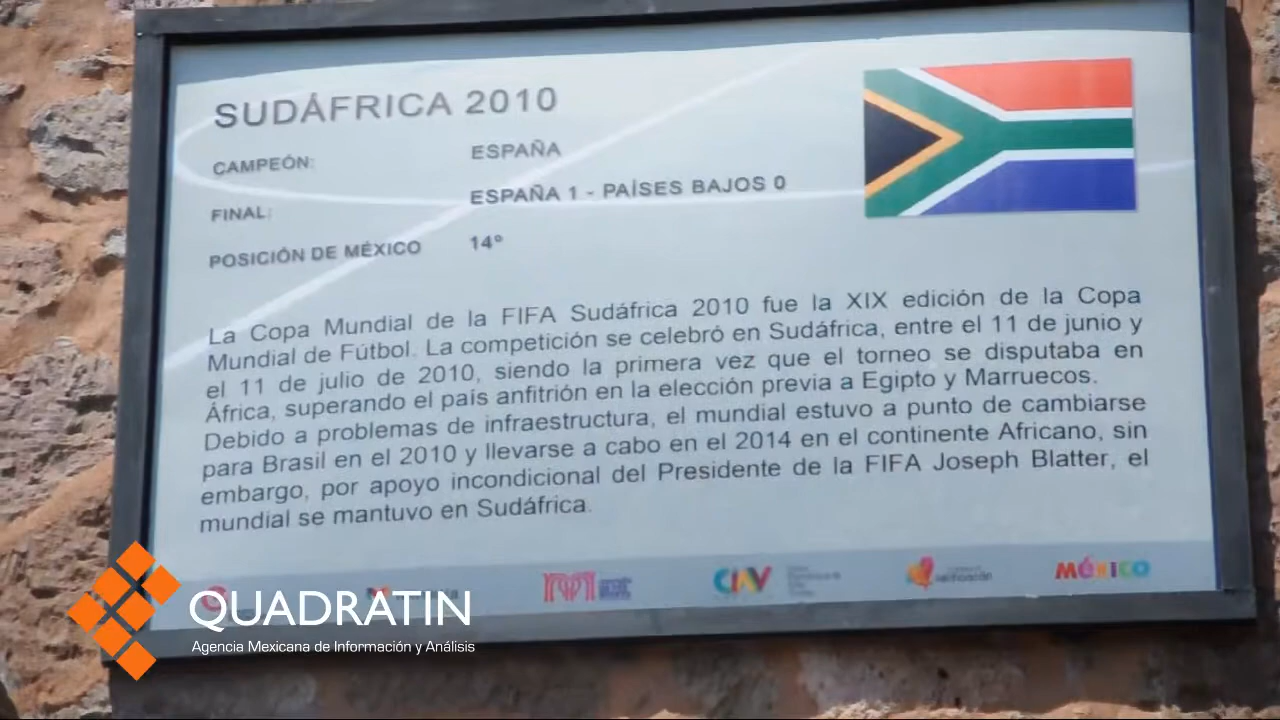 SUDÁFRICA 2010
CAMPEÓN: ESPAÑA
FINAL: ESPAÑA 1 - PAÍSES BAJOS 0
POSICIÓN DE MÉXICO 14°
La Copa Mundial de la FIFA Sudáfrica 2010 fue la XIX edición de la Copa
Mundial de Fútbol. La competición se celebró en Sudáfrica, entre el 11 de junio y
el 11 de julio de 2010, siendo la primera vez que el torneo se disputaba en
África, superando el país anfitrión en la elección previa a Egipto y Marruecos.
Debido a problemas de infraestructura, el mundial estuvo a punto de cambiarse
para Brasil en el 2010 y llevarse a cabo en el 2014 en el continente Africano, sin
embargo, por apoyo incondicional del Presidente de la FIFA Joseph Blatter, el
mundial se mantuvo en Sudáfrica.
MÉXICO
QUADRATIN
Agencia Mexicana de Información y Análisis